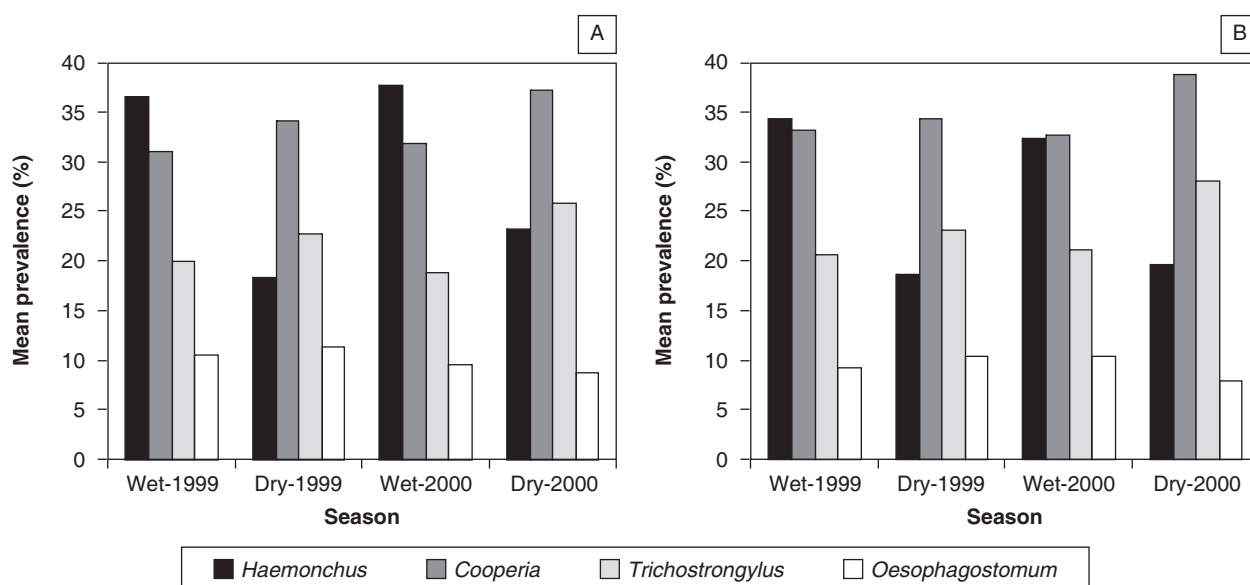 A
40
35
30
25
20
15
10
5
0
Mean prevalence (%)
Wet-1999 Dry-1999 Wet-2000 Dry-2000
Season
B
40
35
30
25
20
15
10
5
0
Mean prevalence (%)
Wet-1999 Dry-1999 Wet-2000 Dry-2000
Season
Haemonchus Cooperia Trichostrongylus Oesophagostomum